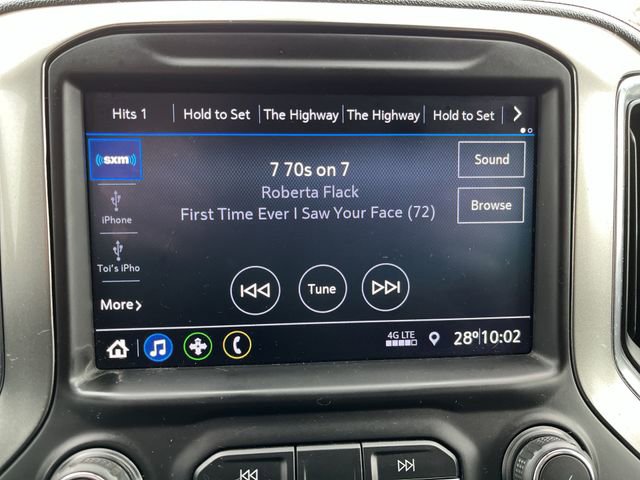 Hits 1 Hold to Set The Highway The Highway Hold to Set >
((sxm))
7 70s on 7
Sound
Roberta Flack
iPhone
First Time Ever I Saw Your Face (72)
Browse
Toi's iPho
Tune
More >
4G LTE
28° 10:02